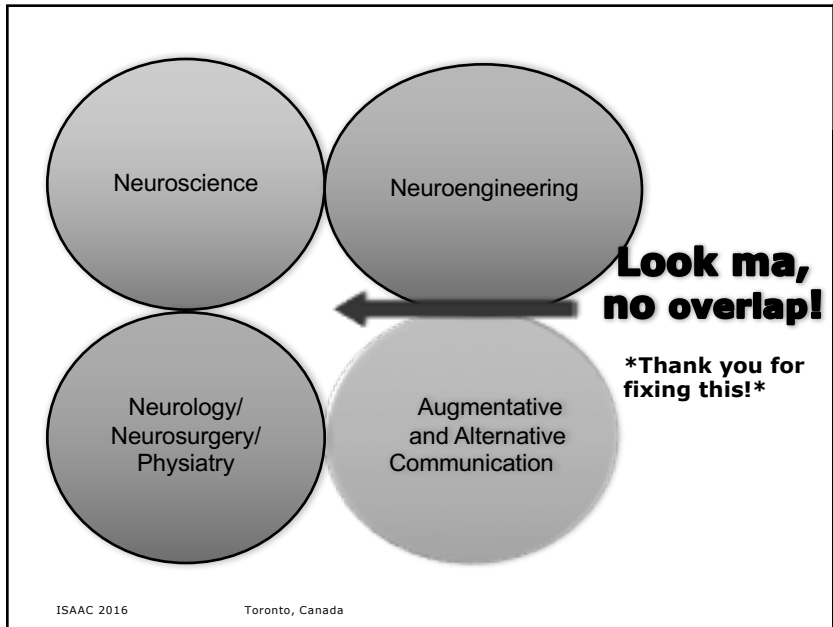 Neuroscience
Neuroengineering
Look ma,
no overlap!
*Thank you for
fixing this!*
Neurology/
Neurosurgery/
Physiatry
Augmentative
and Alternative
Communication
ISAAC 2016
Toronto, Canada